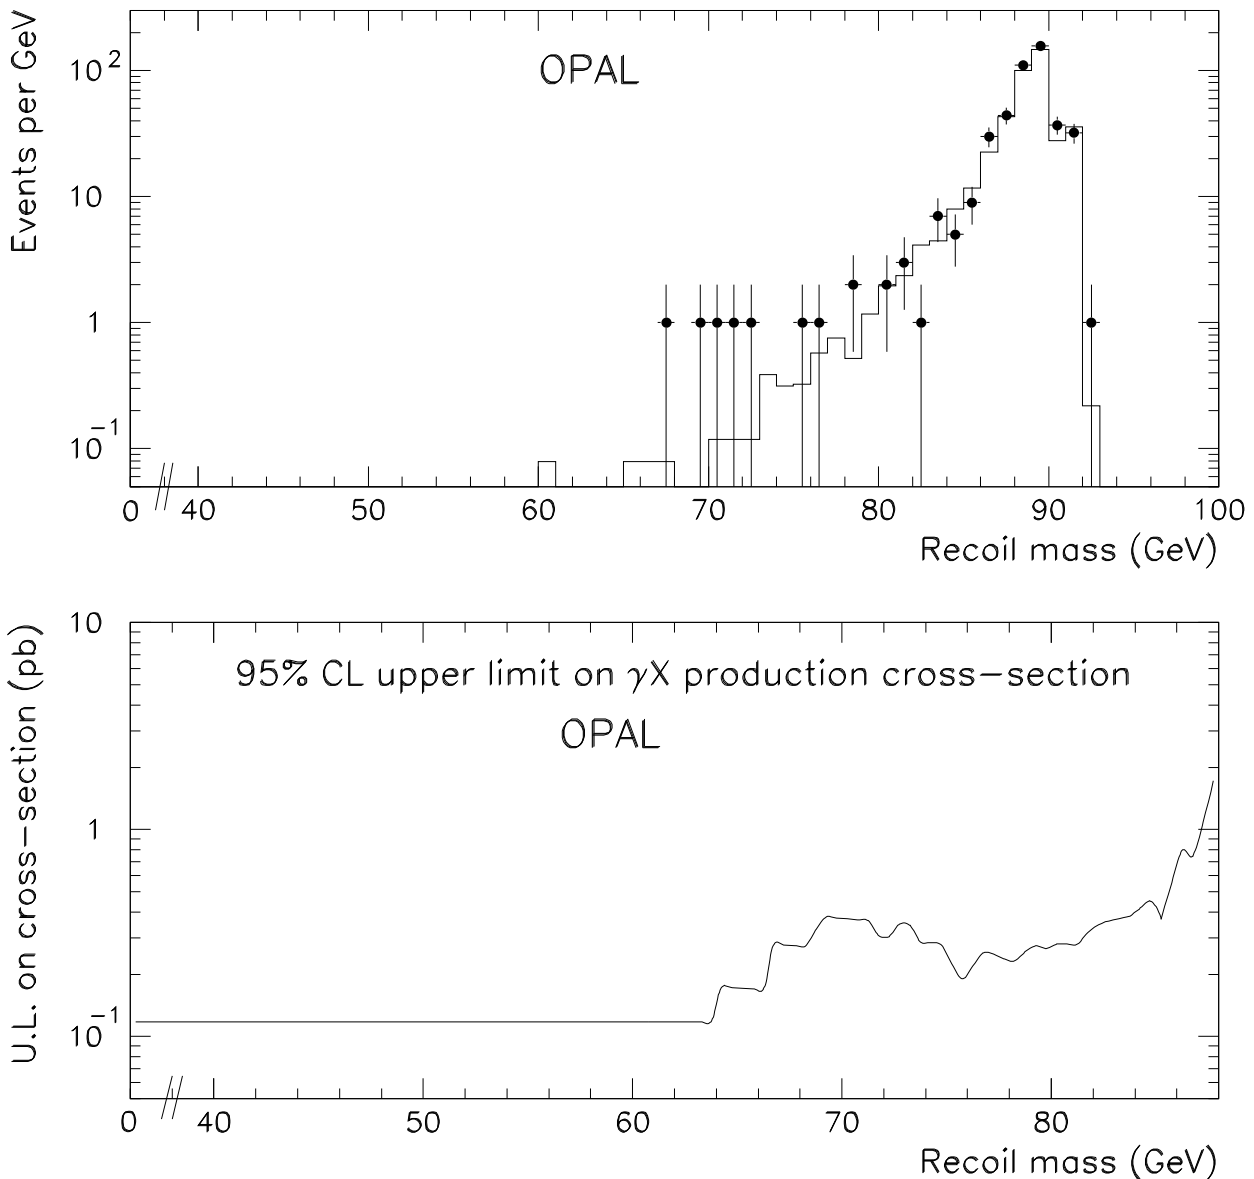 Events per GeV
OPAL
10²
10
1
10⁻¹
0 40 50 60 70 80 90 100
Recoil mass (GeV)
U.L. on cross-section (pb)
10
95% CL upper limit on γX production cross-section
OPAL
1
10⁻¹
0 40 50 60 70 80
Recoil mass (GeV)